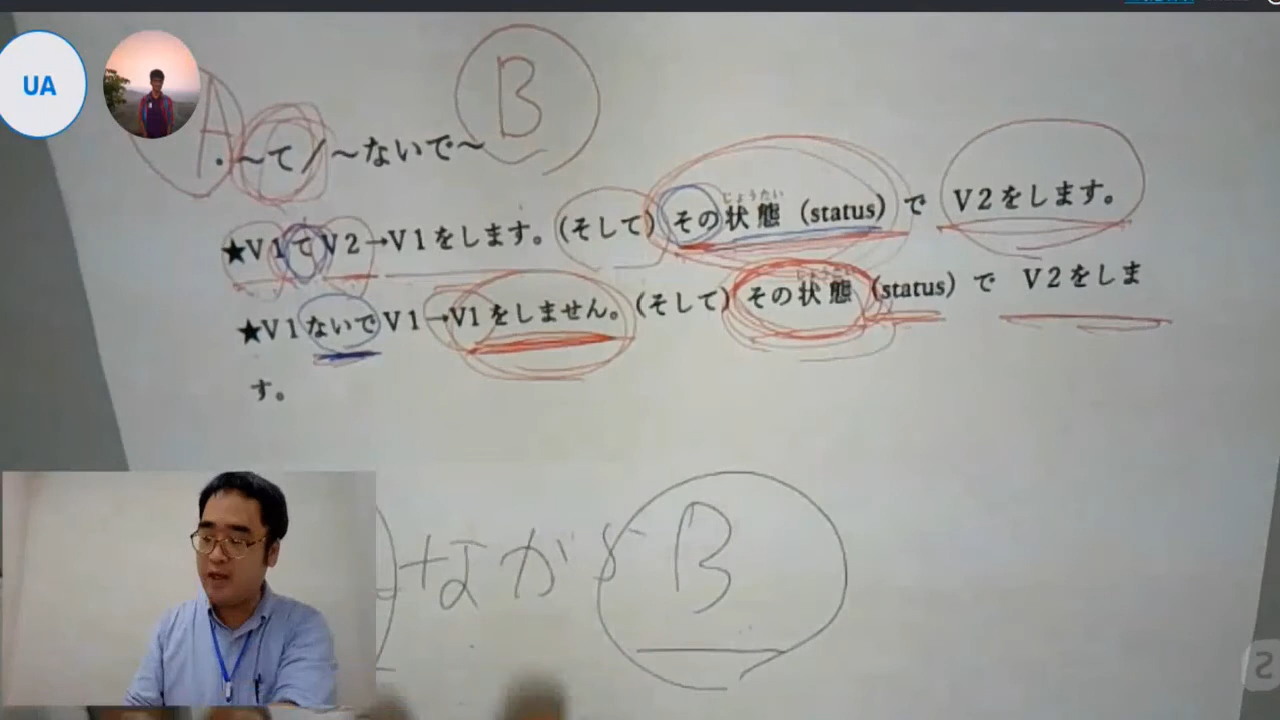 UA
A B
・～て／～ないで～
じょうたい
★V１てV２→V１をします。（そして）その状態（status）で V２をします。
じょうたい
★V１ないでV１→V１をしません。（そして）その状態（status）で V２をしま
す。
ながら B